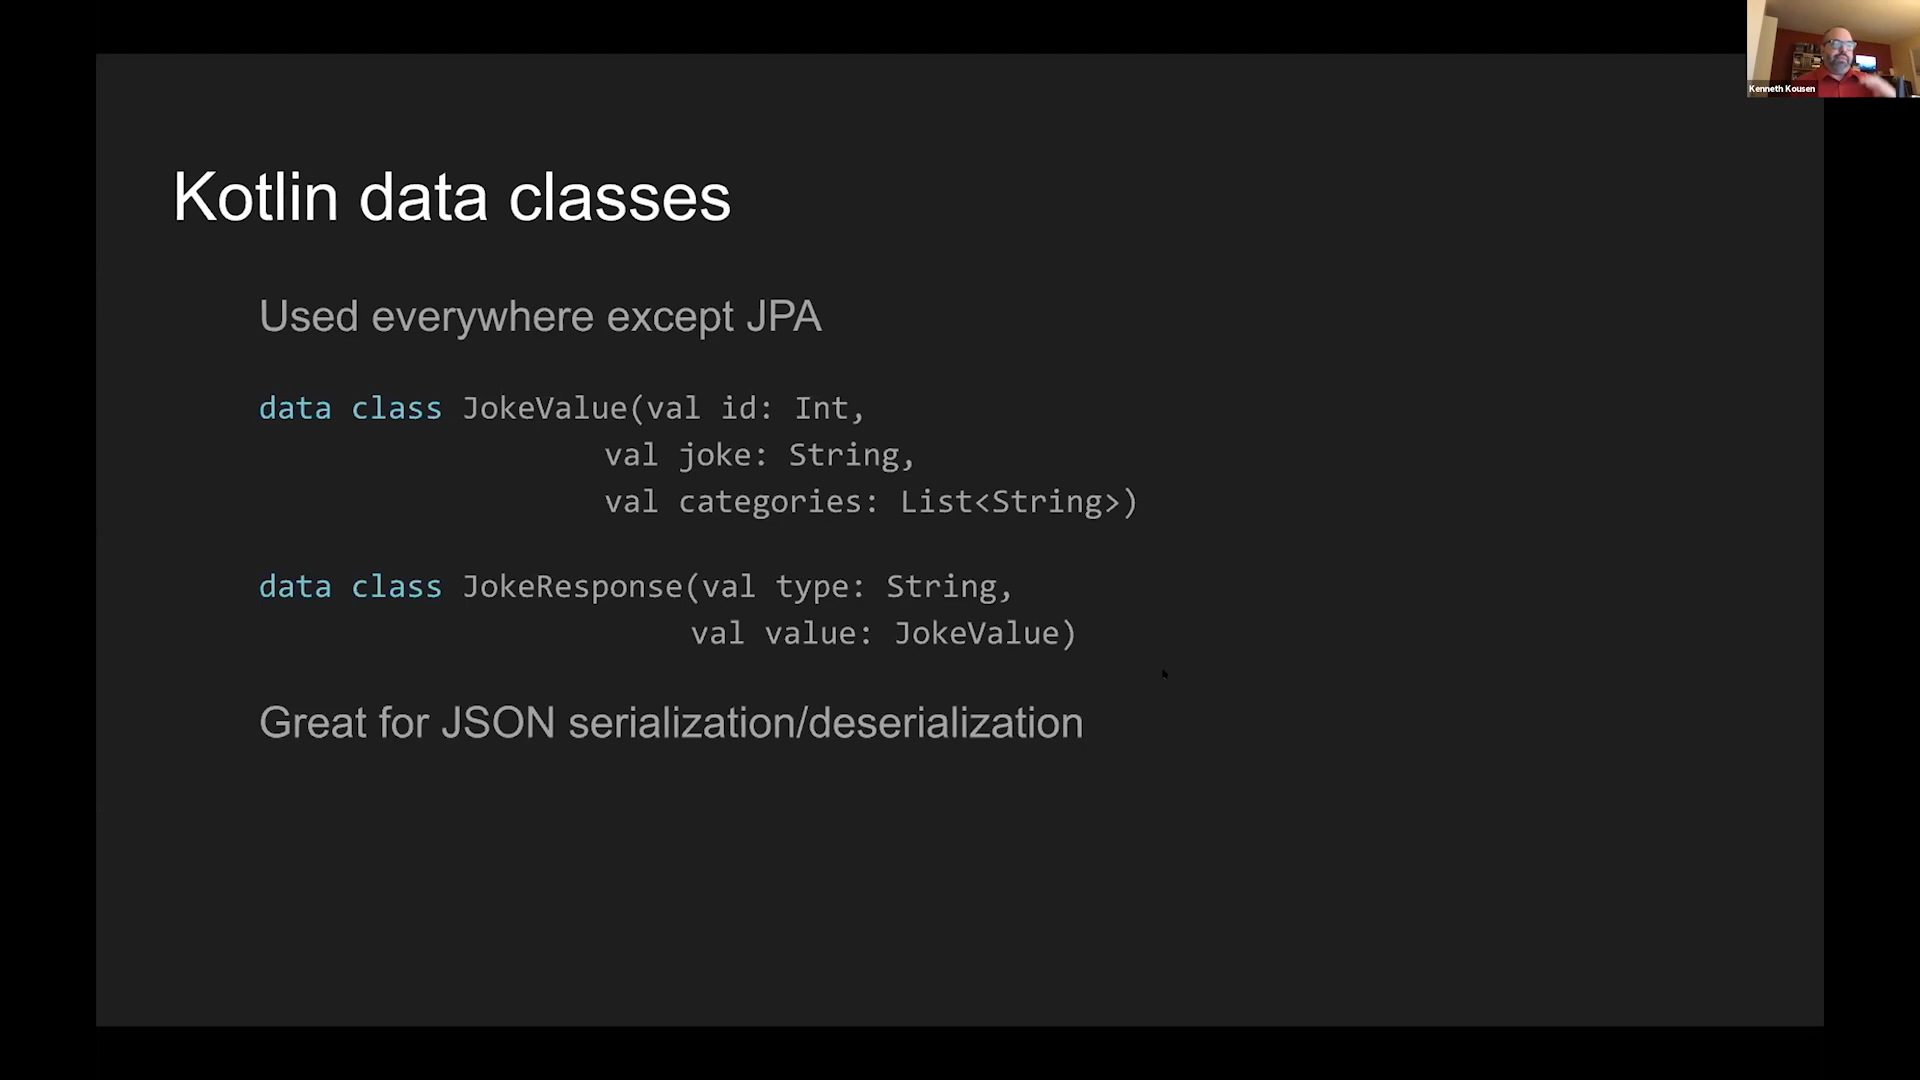 Kenneth Kousen
Kotlin data classes
Used everywhere except JPA
data class JokeValue(val id: Int,
val joke: String,
val categories: List<String>)
data class JokeResponse(val type: String,
val value: JokeValue)
Great for JSON serialization/deserialization